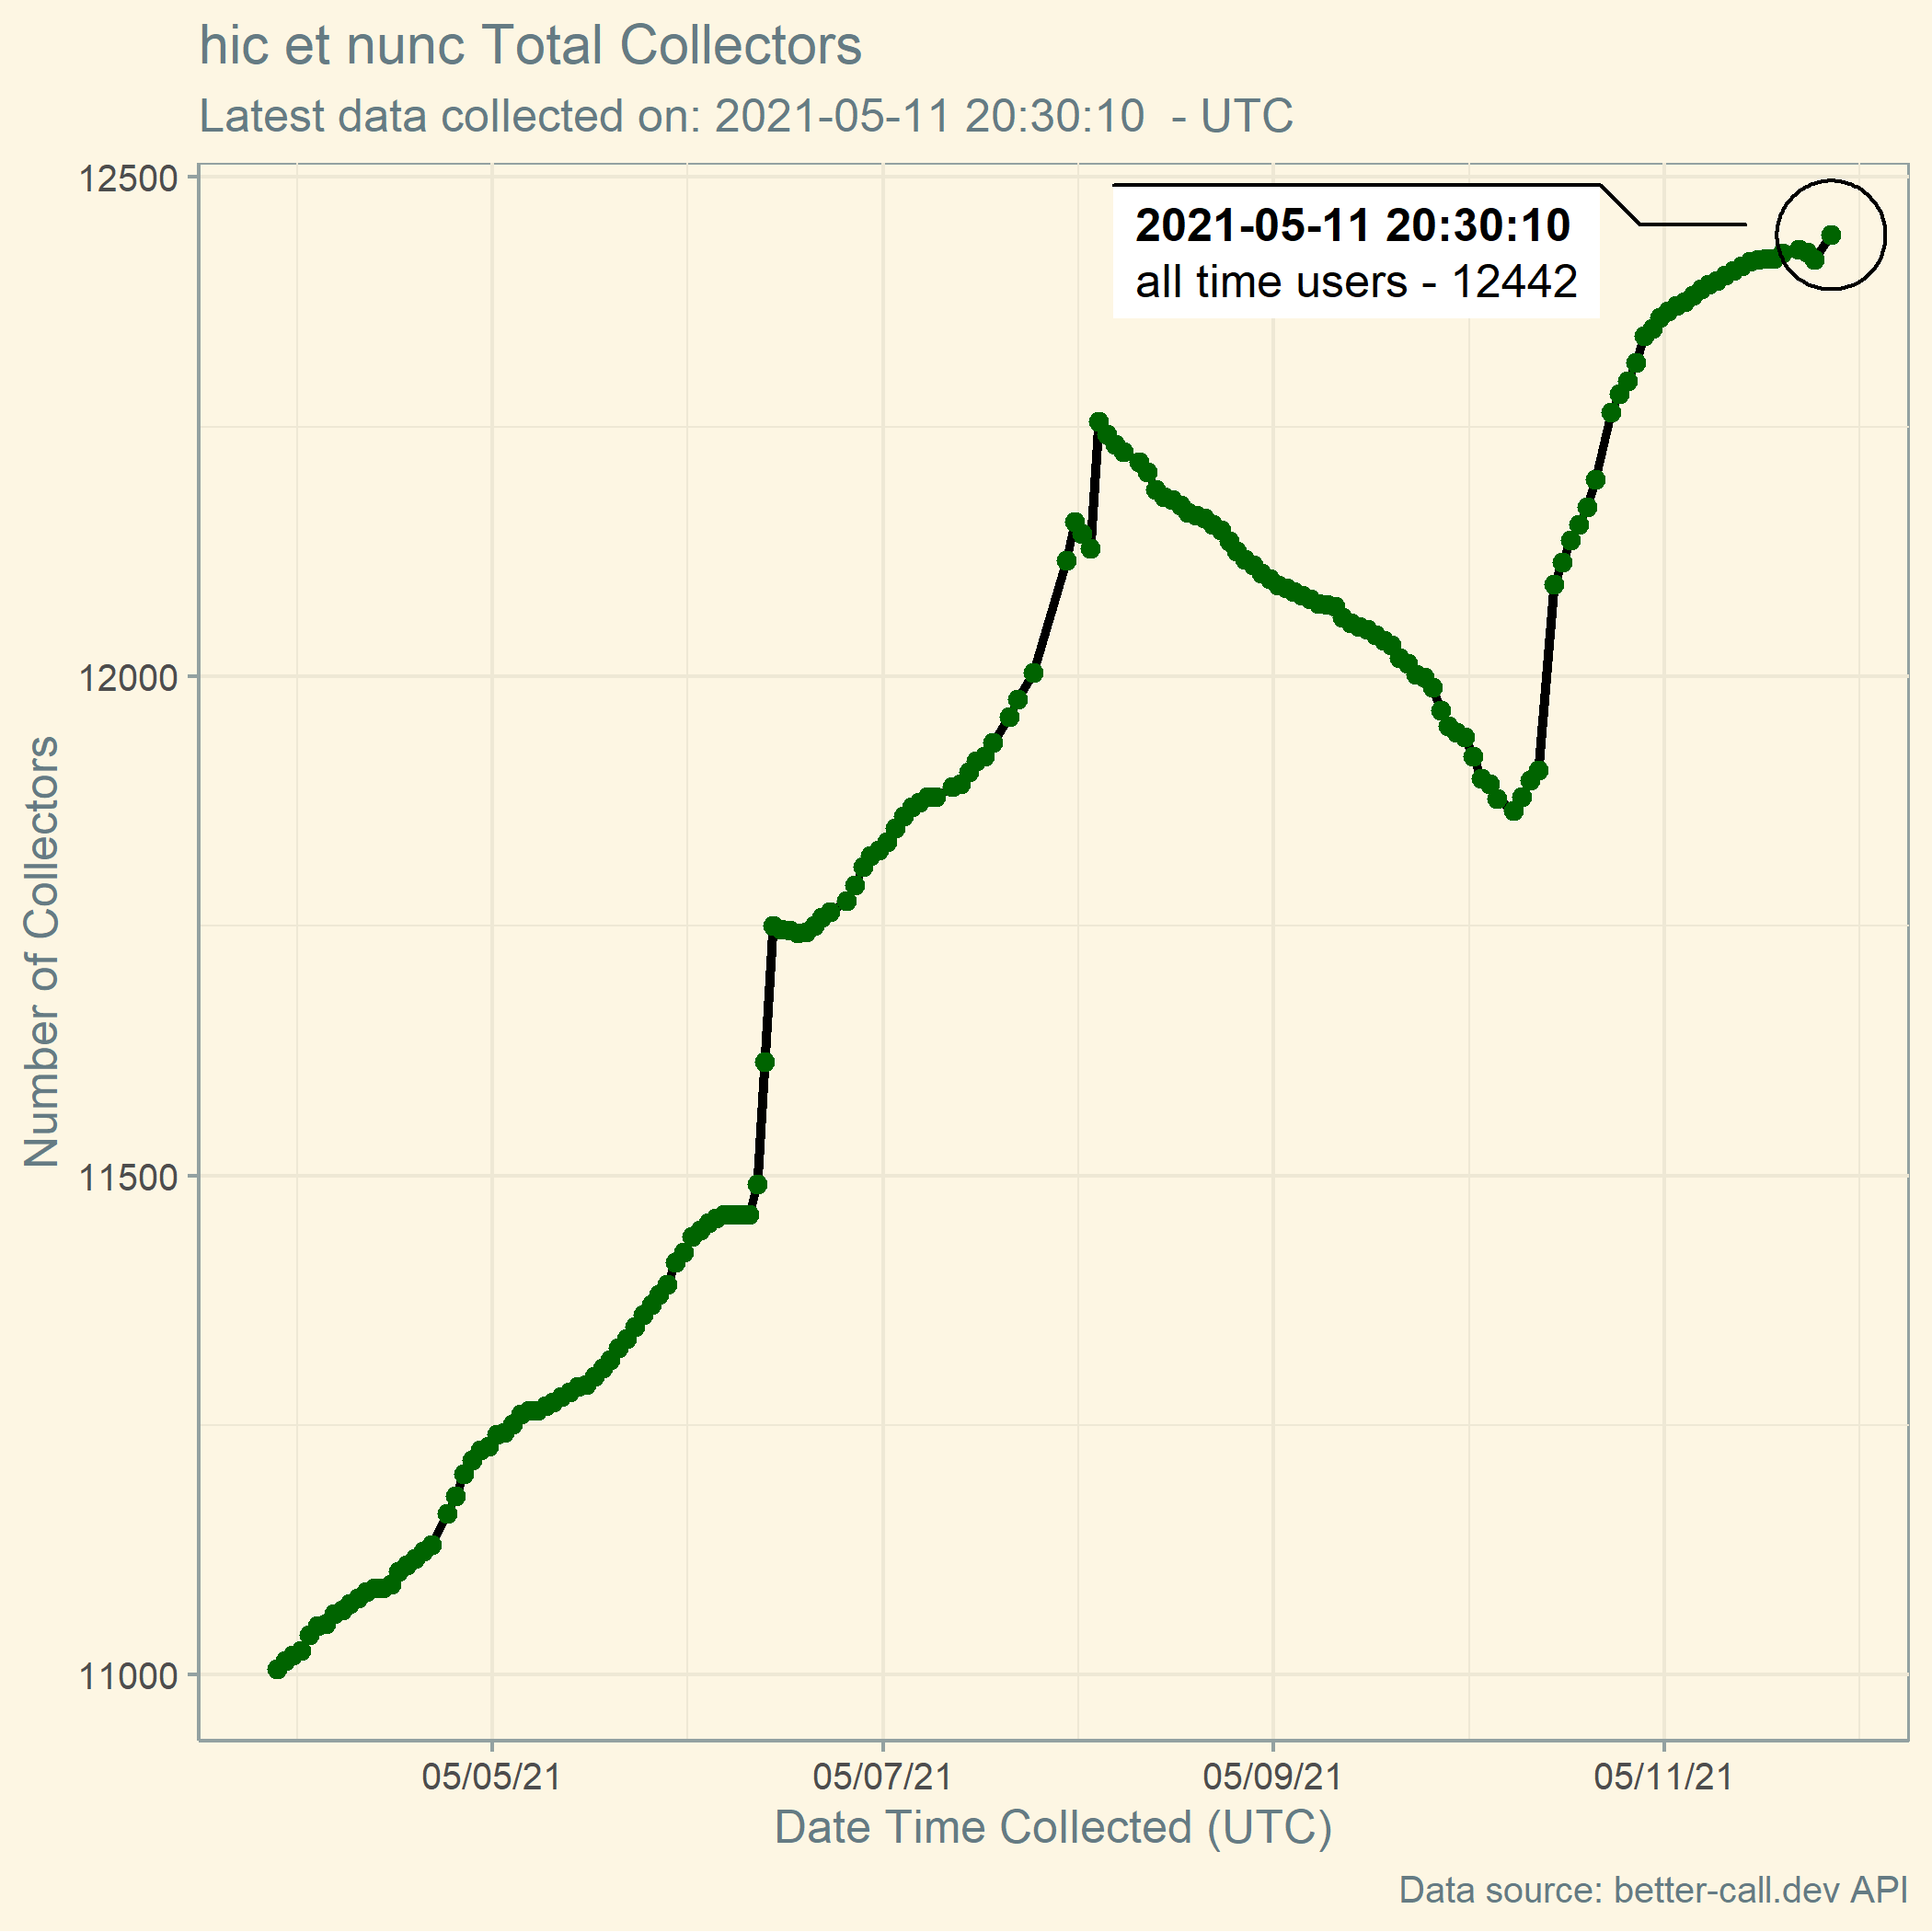 hic et nunc Total Collectors
Latest data collected on: 2021-05-11 20:30:10  - UTC
12500
2021-05-11 20:30:10
all time users - 12442
12000
Number of Collectors
11500
11000
05/05/21 05/07/21 05/09/21 05/11/21
Date Time Collected (UTC)
Data source: better-call.dev API